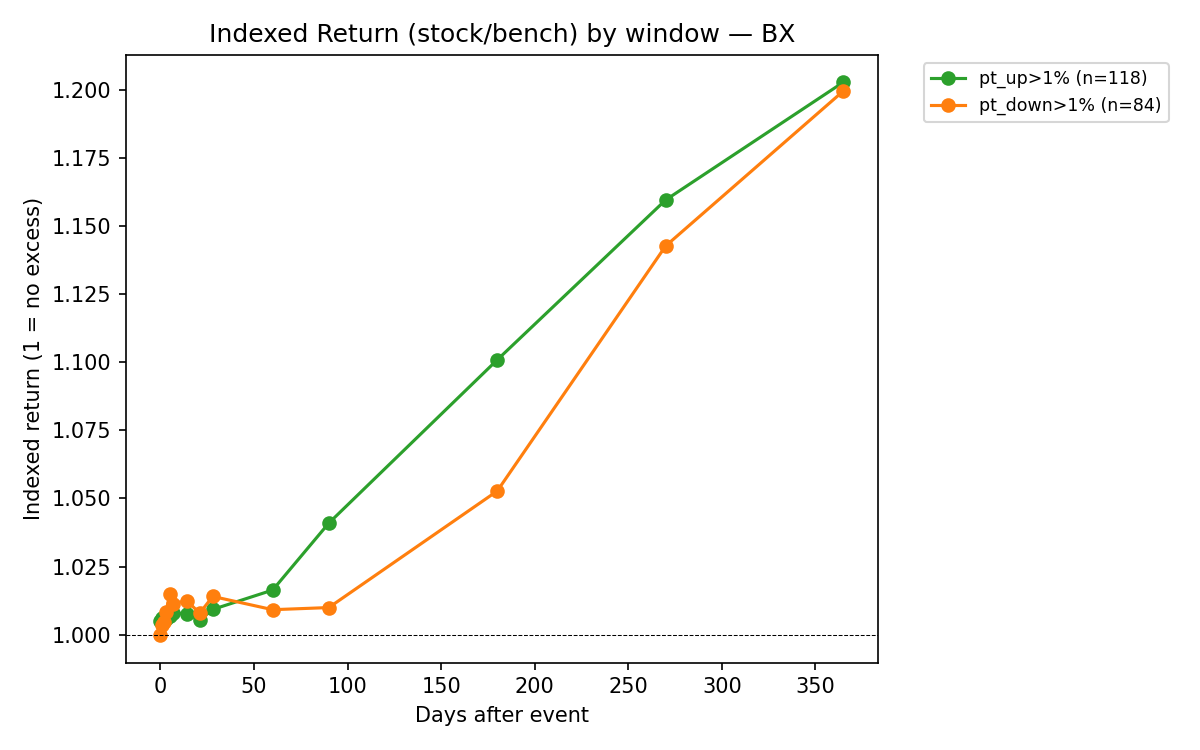 Indexed Return (stock/bench) by window — BX
pt_up>1% (n=118)
pt_down>1% (n=84)
Indexed return (1 = no excess)
1.200
1.175
1.150
1.125
1.100
1.075
1.050
1.025
1.000
0 50 100 150 200 250 300 350
Days after event